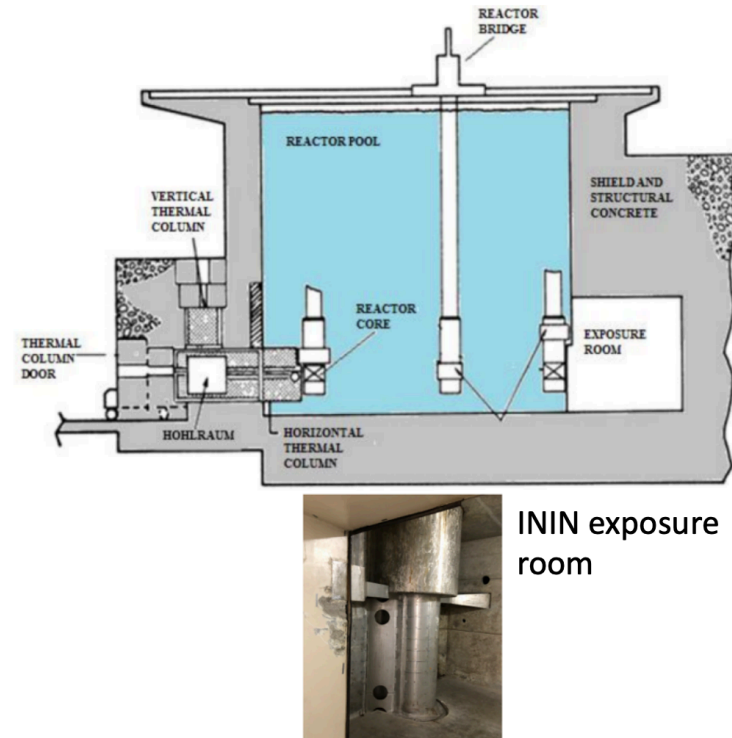 REACTOR
BRIDGE
REACTOR POOL
VERTICAL
THERMAL
COLUMN
SHIELD AND
STRUCTURAL
CONCRETE
REACTOR
CORE
THERMAL
COLUMN
DOOR
EXPOSURE
ROOM
HOHLRAUM
HORIZONTAL
THERMAL
COLUMN
ININ exposure
room